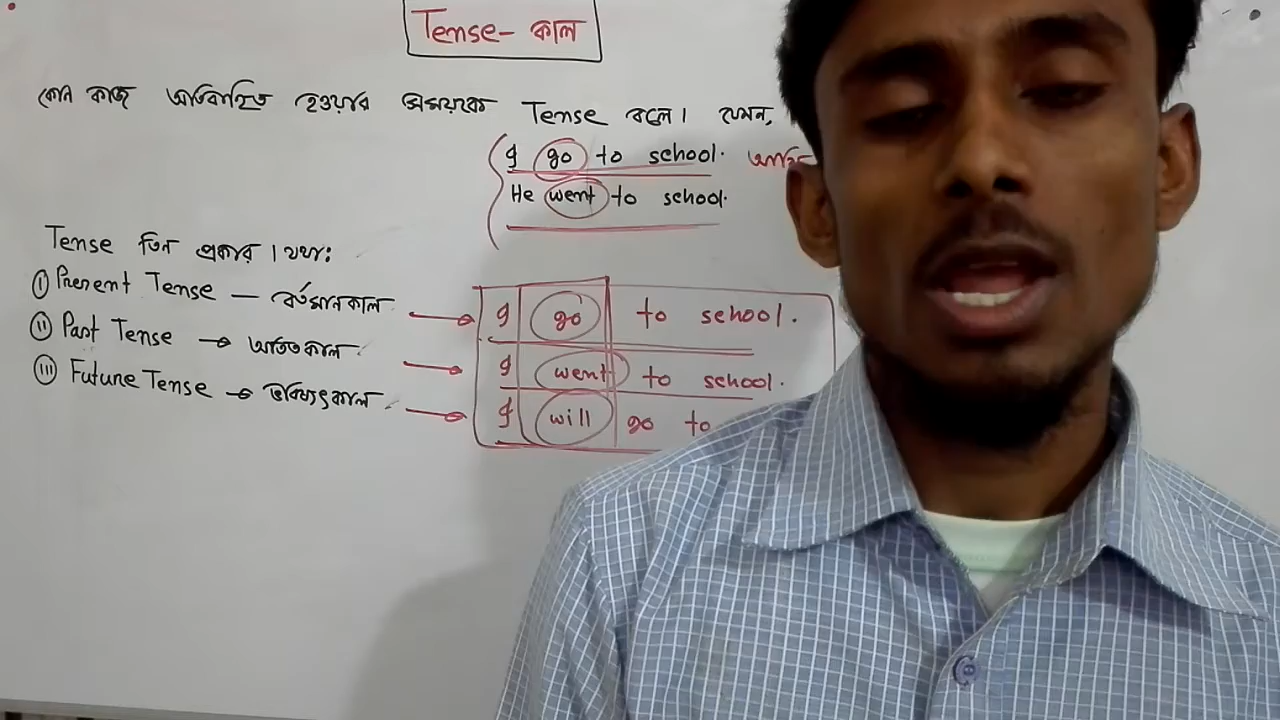 Tense- কাল
কোন কাজ অতিবাহিত হওয়ার সময়কে Tense বলে। যেমন,
I go to school. আমি
He went to school.
Tense তিন প্রকার। যথা:
(i) Present Tense — বর্তমানকাল → I go to school.
(ii) Past Tense → অতিতকাল → I went to school.
(iii) Future Tense → ভবিষ্যৎকাল → I will go to